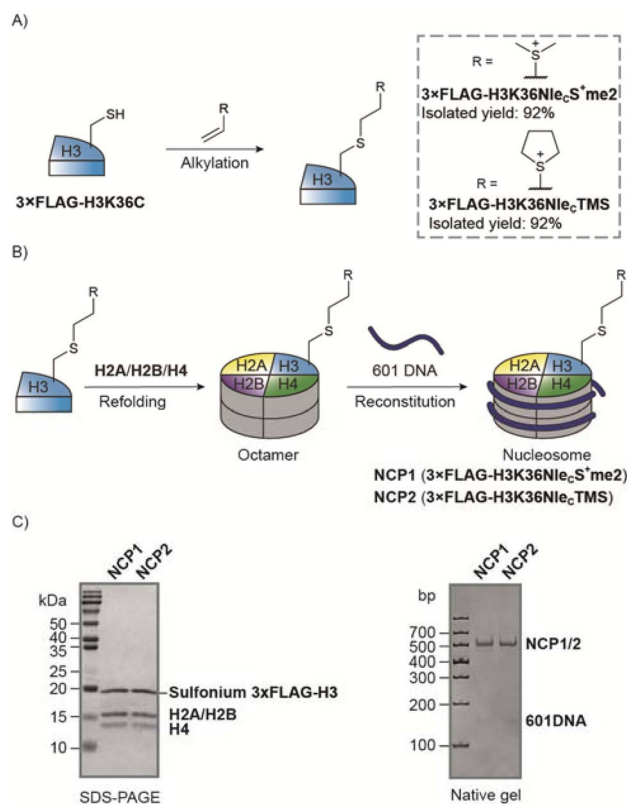 A)
SH
H3
3×FLAG-H3K36C
R
Alkylation
R
S
H3
R =
S
+
3×FLAG-H3K36NlecS⁺me2
Isolated yield: 92%
R =
S
+
3×FLAG-H3K36NlecTMS
Isolated yield: 92%
B)
R
S
H3
H2A/H2B/H4
Refolding
R
S
H2A
H3
H2B
H4
Octamer
601 DNA
Reconstitution
R
S
H2A
H3
H2B
H4
Nucleosome
NCP1 (3×FLAG-H3K36NlecS⁺me2)
NCP2 (3×FLAG-H3K36NlecTMS)
C)
NCP1
NCP2
kDa
50
40
35
25
20
15
10
Sulfonium 3xFLAG-H3
H2A/H2B
H4
SDS-PAGE
NCP1
NCP2
bp
700
500
400
300
200
100
NCP1/2
601DNA
Native gel